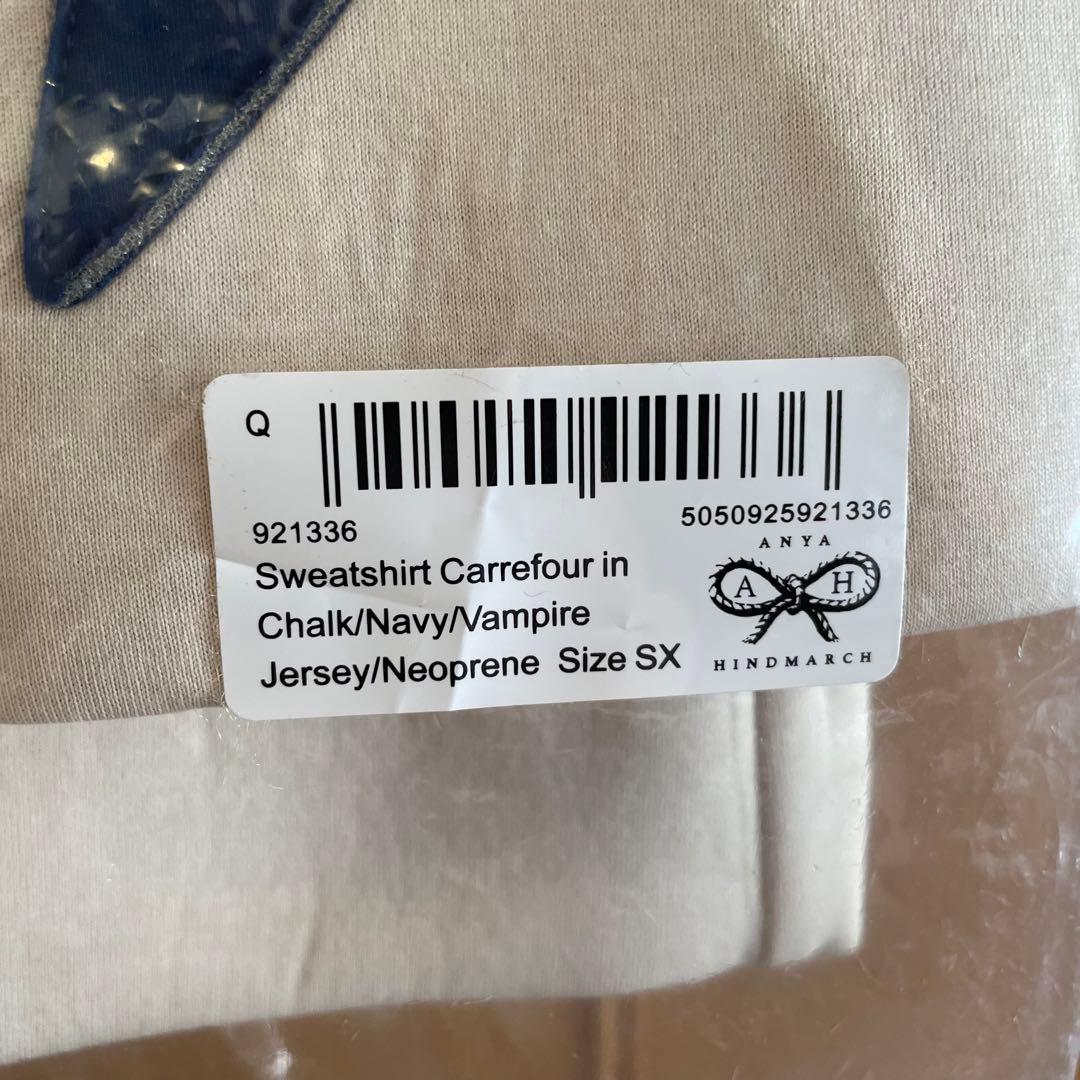 Q
921336
5050925921336
Sweatshirt Carrefour in
Chalk/Navy/Vampire
Jersey/Neoprene Size SX
ANYA
A H
HINDMARCH